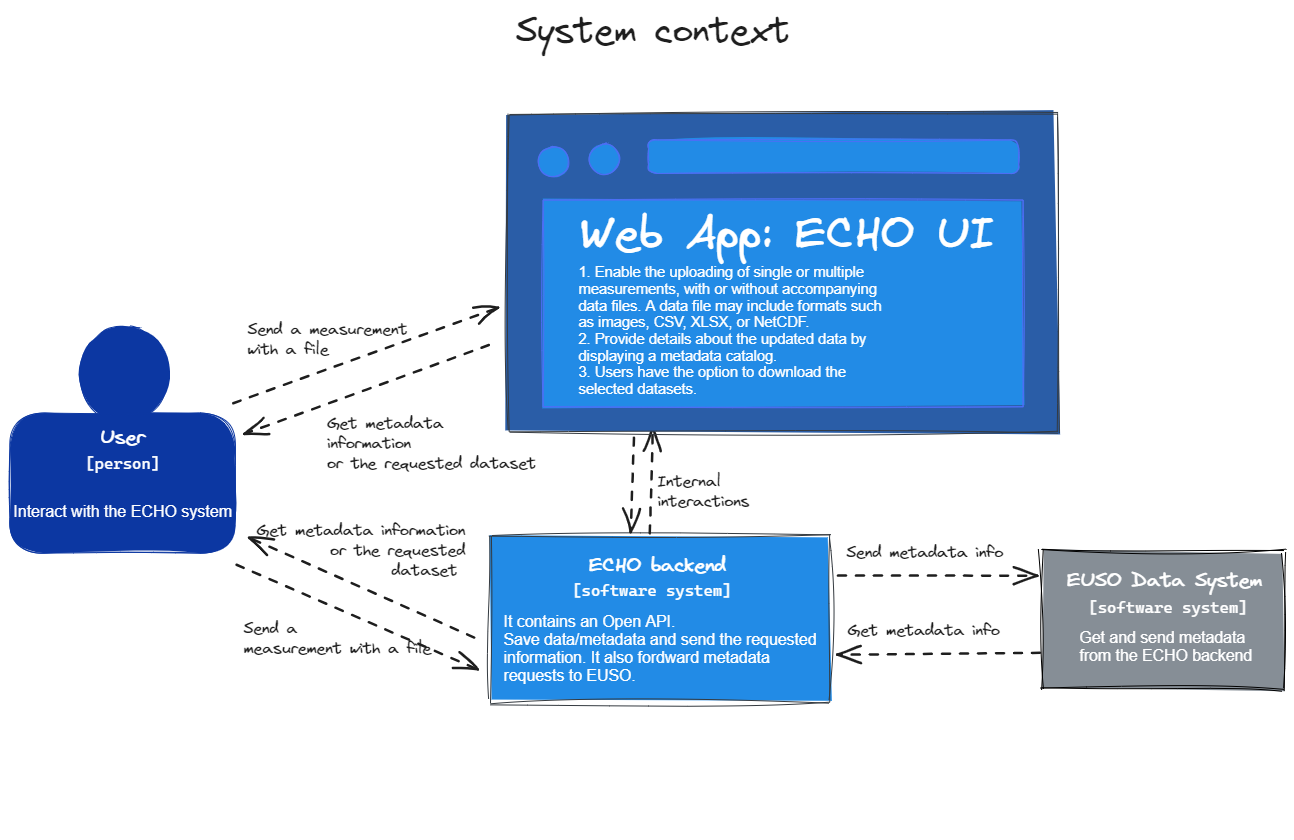 System context
Web App: ECHO UI
1. Enable the uploading of single or multiple
measurements, with or without accompanying
data files. A data file may include formats such
as images, CSV, XLSX, or NetCDF.
2. Provide details about the updated data by
displaying a metadata catalog.
3. Users have the option to download the
selected datasets.
Send a measurement
with a file
Get metadata
information
or the requested dataset
User
[person]
Interact with the ECHO system
Internal
interactions
Get metadata information
or the requested
dataset
Send a
measurement with a file
ECHO backend
[software system]
It contains an Open API.
Save data/metadata and send the requested
information. It also fordward metadata
requests to EUSO.
Send metadata info
Get metadata info
EUSO Data System
[software system]
Get and send metadata
from the ECHO backend